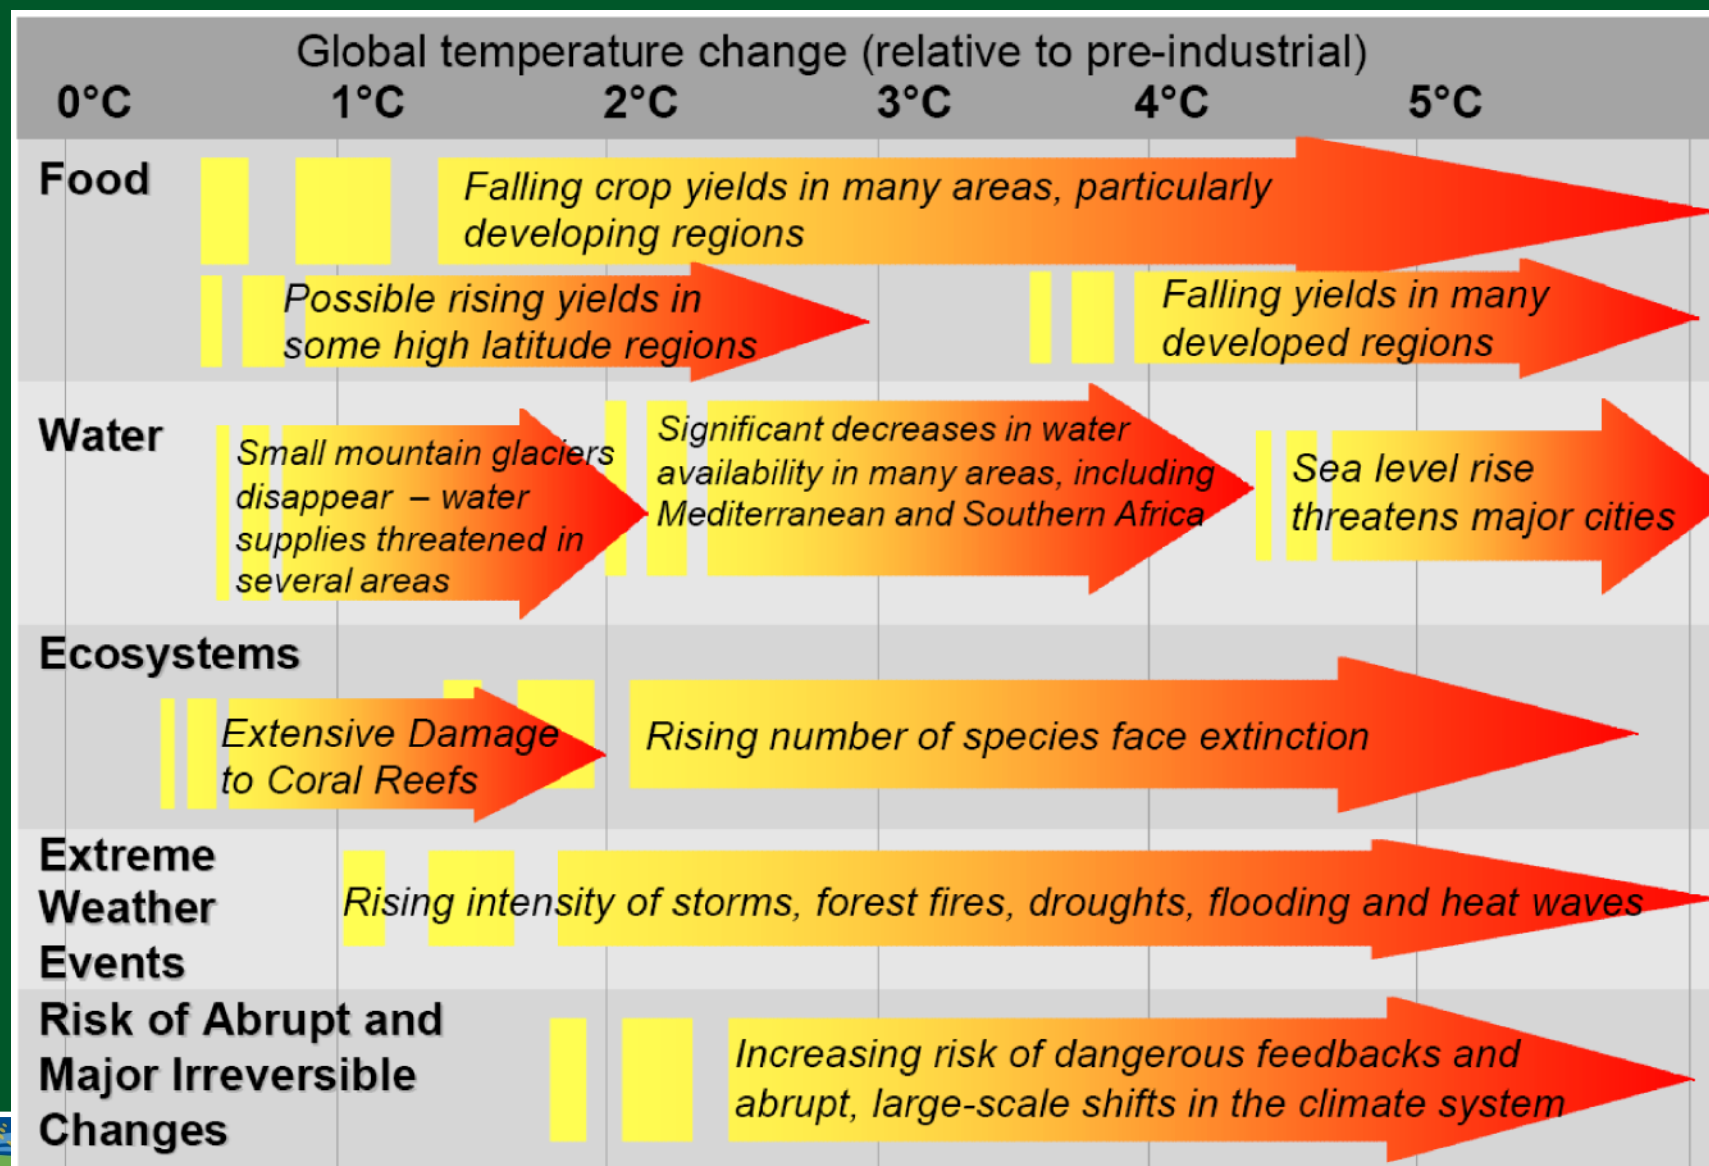 Global temperature change (relative to pre-industrial)
0°C 1°C 2°C 3°C 4°C 5°C
Food
Falling crop yields in many areas, particularly
developing regions
Possible rising yields in
some high latitude regions
Falling yields in many
developed regions
Water
Small mountain glaciers
disappear – water
supplies threatened in
several areas
Significant decreases in water
availability in many areas, including
Mediterranean and Southern Africa
Sea level rise
threatens major cities
Ecosystems
Extensive Damage
to Coral Reefs
Rising number of species face extinction
Extreme
Weather
Events
Rising intensity of storms, forest fires, droughts, flooding and heat waves
Risk of Abrupt and
Major Irreversible
Changes
Increasing risk of dangerous feedbacks and
abrupt, large-scale shifts in the climate system